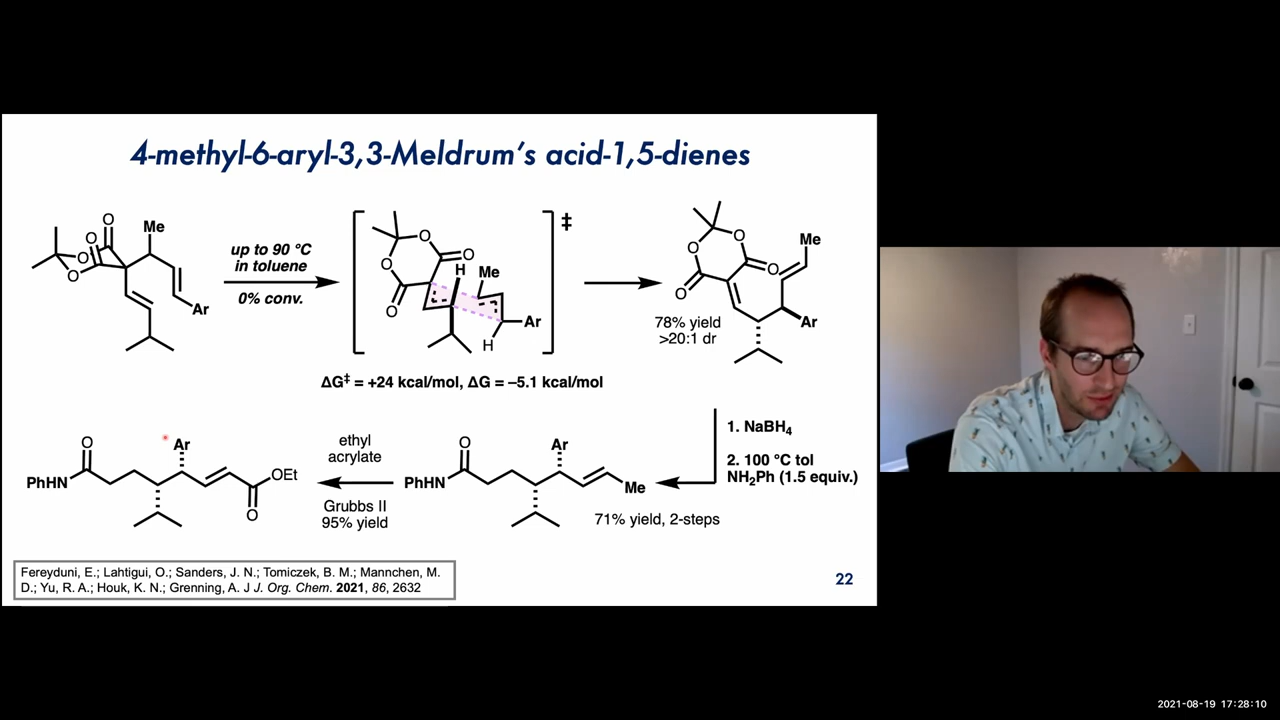 4-methyl-6-aryl-3,3-Meldrum's acid-1,5-dienes
O
O
O
O
Me
Ar
up to 90 °C
in toluene
0% conv.
O
O
O
O
H
Me
Ar
H
‡
ΔG‡ = +24 kcal/mol, ΔG = –5.1 kcal/mol
O
O
O
O
Me
Ar
78% yield
>20:1 dr
1. NaBH4
2. 100 °C tol
NH2Ph (1.5 equiv.)
71% yield, 2-steps
O
PhHN
Ar
Me
ethyl
acrylate
Grubbs II
95% yield
O
PhHN
Ar
OEt
O
Fereyduni, E.; Lahtigui, O.; Sanders, J. N.; Tomiczek, B. M.; Mannchen, M.
D.; Yu, R. A.; Houk, K. N.; Grenning, A. J J. Org. Chem. 2021, 86, 2632
22
2021-08-19 17:28:10